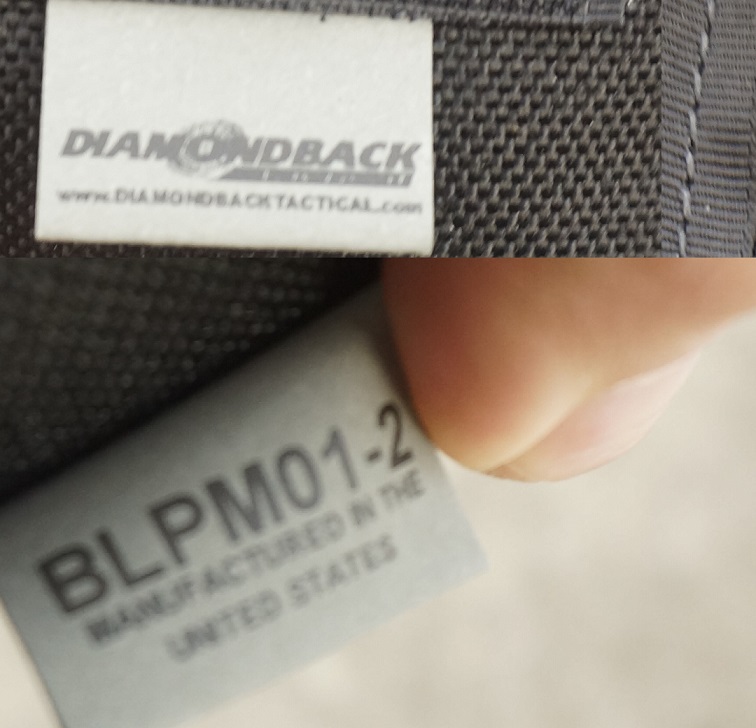 DIAMONDBACK
www.DIAMONDBACKTACTICAL.com
BLPM01-2
MANUFACTURED IN THE
UNITED STATES